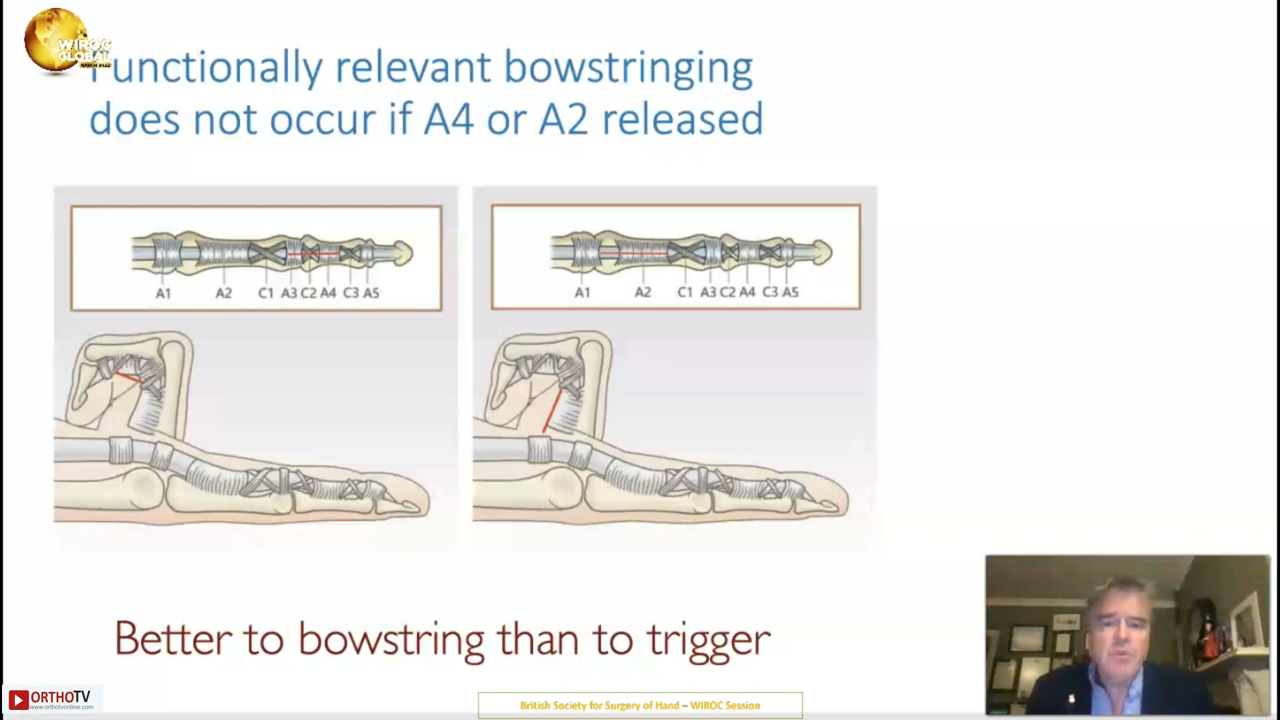 WIROC
GLOBAL
MARCH 2022
Functionally relevant bowstringing
does not occur if A4 or A2 released
A1 A2 C1 A3 C2 A4 C3 A5
A1 A2 C1 A3 C2 A4 C3 A5
Better to bowstring than to trigger
ORTHOTV
www.orthotvonline.com
British Society for Surgery of Hand – WIROC Session